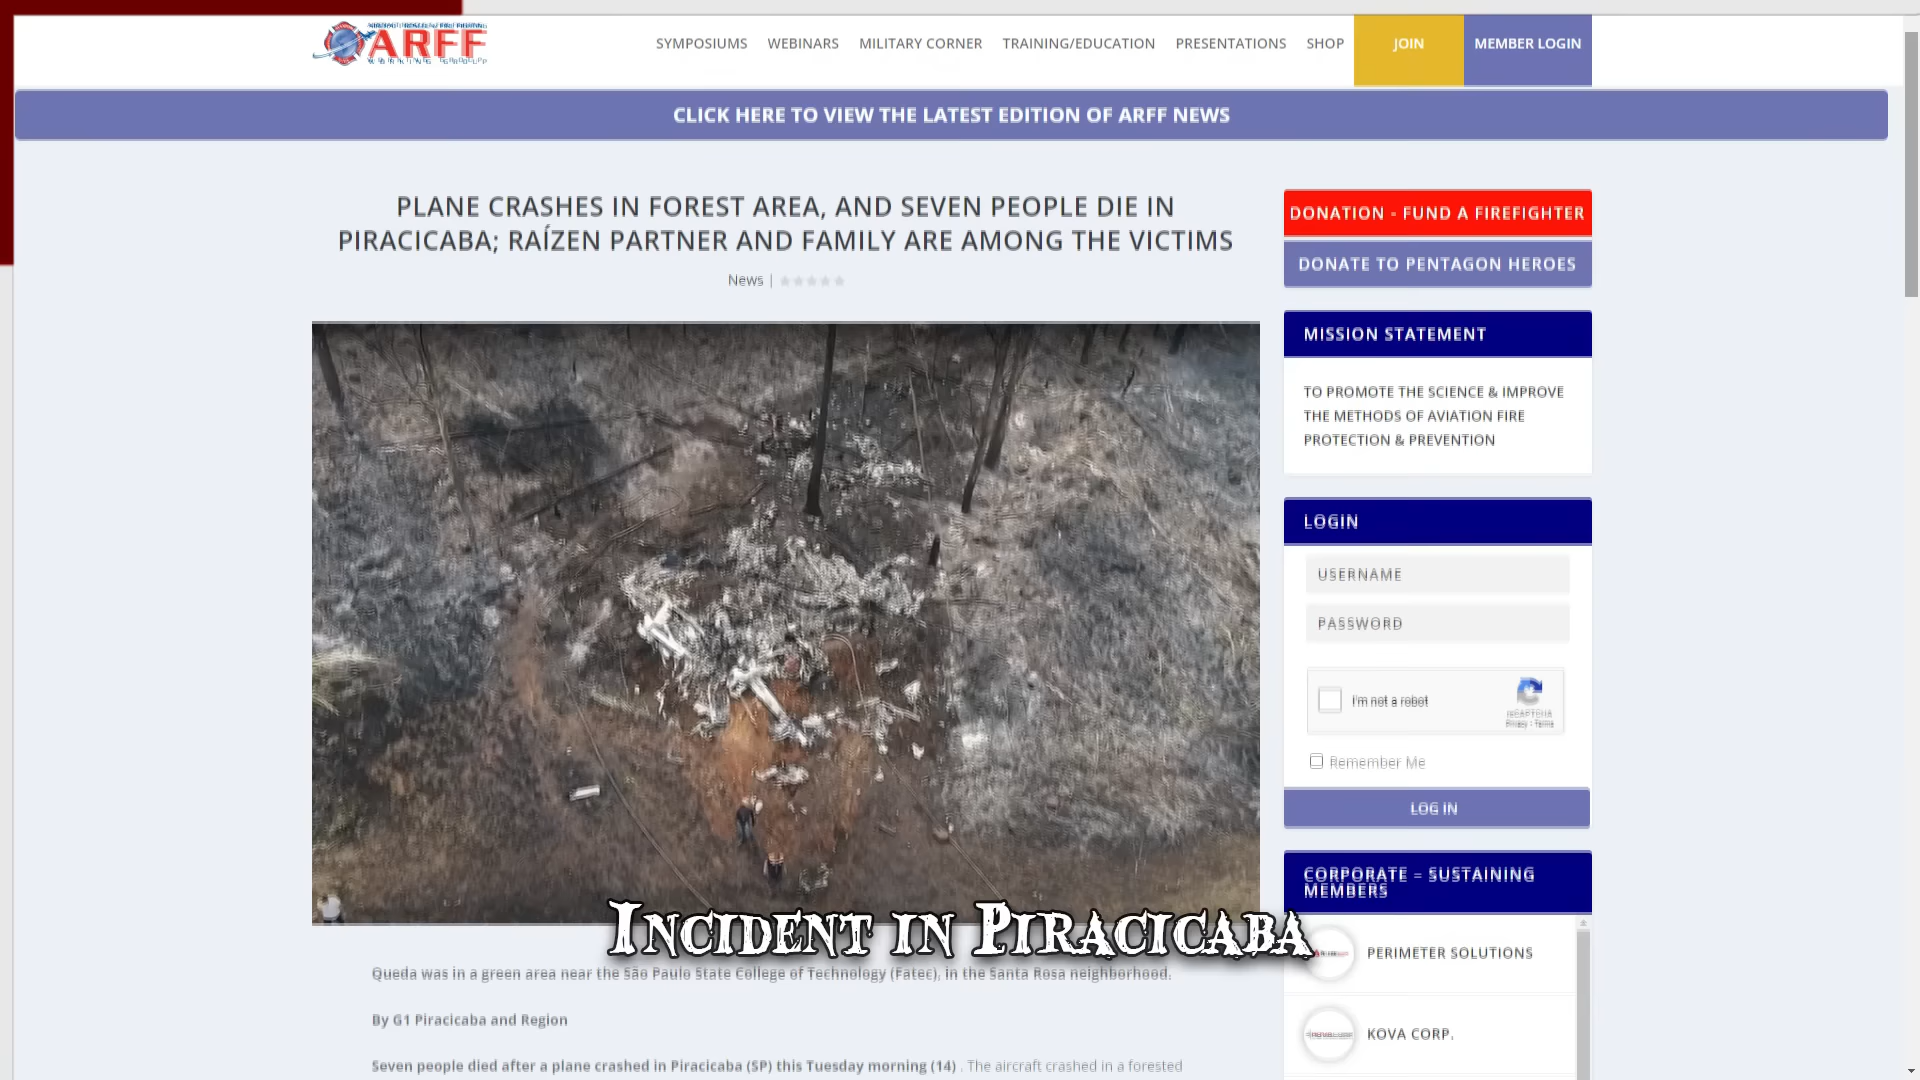 ARFF
WORKING GROUP
SYMPOSIUMS
WEBINARS
MILITARY CORNER
TRAINING/EDUCATION
PRESENTATIONS
SHOP
JOIN
MEMBER LOGIN
CLICK HERE TO VIEW THE LATEST EDITION OF ARFF NEWS
PLANE CRASHES IN FOREST AREA, AND SEVEN PEOPLE DIE IN
PIRACICABA; RAÍZEN PARTNER AND FAMILY ARE AMONG THE VICTIMS
News |
INCIDENT IN PIRACICABA
Queda was in a green area near the São Paulo State College of Technology (Fatec), in the Santa Rosa neighborhood.
By G1 Piracicaba and Region
Seven people died after a plane crashed in Piracicaba (SP) this Tuesday morning (14) . The aircraft crashed in a forested
DONATION - FUND A FIREFIGHTER
DONATE TO PENTAGON HEROES
MISSION STATEMENT
TO PROMOTE THE SCIENCE & IMPROVE
THE METHODS OF AVIATION FIRE
PROTECTION & PREVENTION
LOGIN
USERNAME
PASSWORD
I'm not a robot
reCAPTCHA
Privacy - Terms
Remember Me
LOG IN
CORPORATE – SUSTAINING
MEMBERS
PERIMETER SOLUTIONS
KOVA CORP.